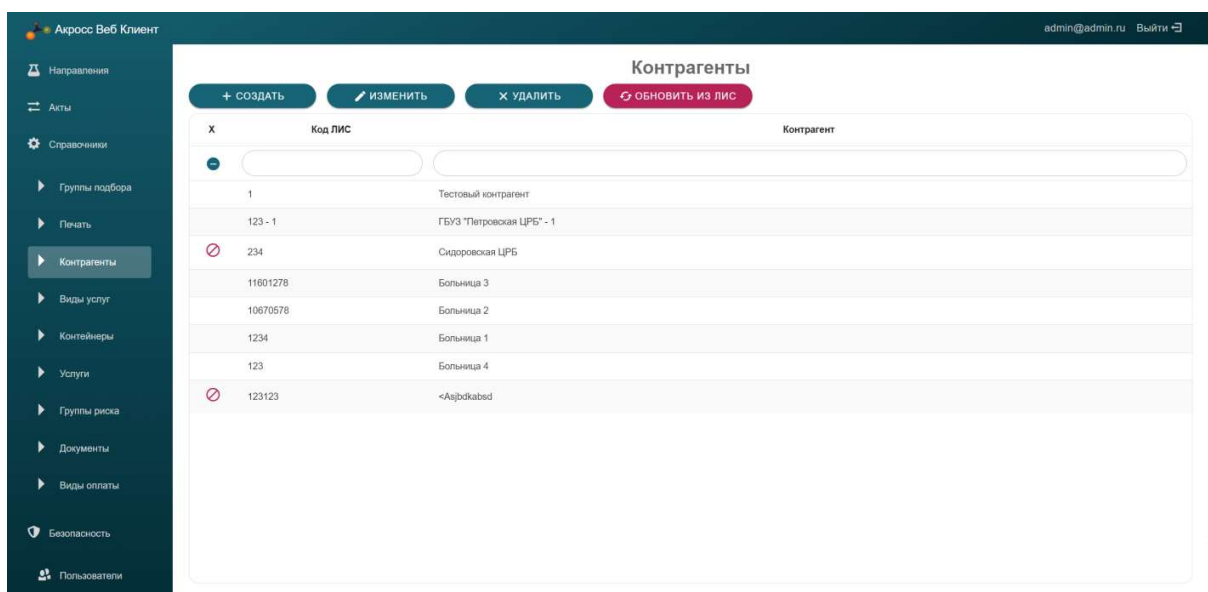 Акросс Веб Клиент
admin@admin.ru Выйти
Направления
Акты
Справочники
Группы подбора
Печать
Контрагенты
Виды услуг
Контейнеры
Услуги
Группы риска
Документы
Виды оплаты
Безопасность
Пользователи
Контрагенты
+ СОЗДАТЬ ИЗМЕНИТЬ X УДАЛИТЬ ОБНОВИТЬ ИЗ ЛИС
X Код ЛИС Контрагент
1 Тестовый контрагент
123 - 1 ГБУЗ "Петровская ЦРБ" - 1
234 Сидоровская ЦРБ
11601278 Больница 3
10670578 Больница 2
1234 Больница 1
123 Больница 4
123123 <Asjbdkabsd